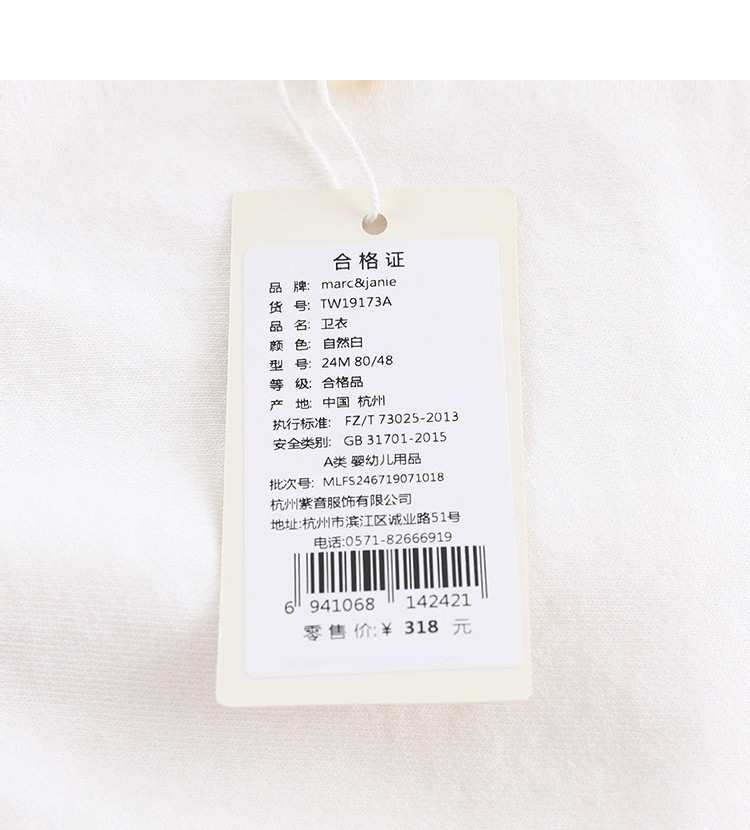 合格证
品 牌: marc&janie
货 号: TW19173A
品 名: 卫衣
颜 色: 自然白
型 号: 24M 80/48
等 级: 合格品
产 地: 中国 杭州
执行标准: FZ/T 73025-2013
安全类别: GB 31701-2015
A类 婴幼儿用品
批次号: MLFS246719071018
杭州紫音服饰有限公司
地址:杭州市滨江区诚业路51号
电话:0571-82666919
6 941068 142421
零售价:¥ 318 元